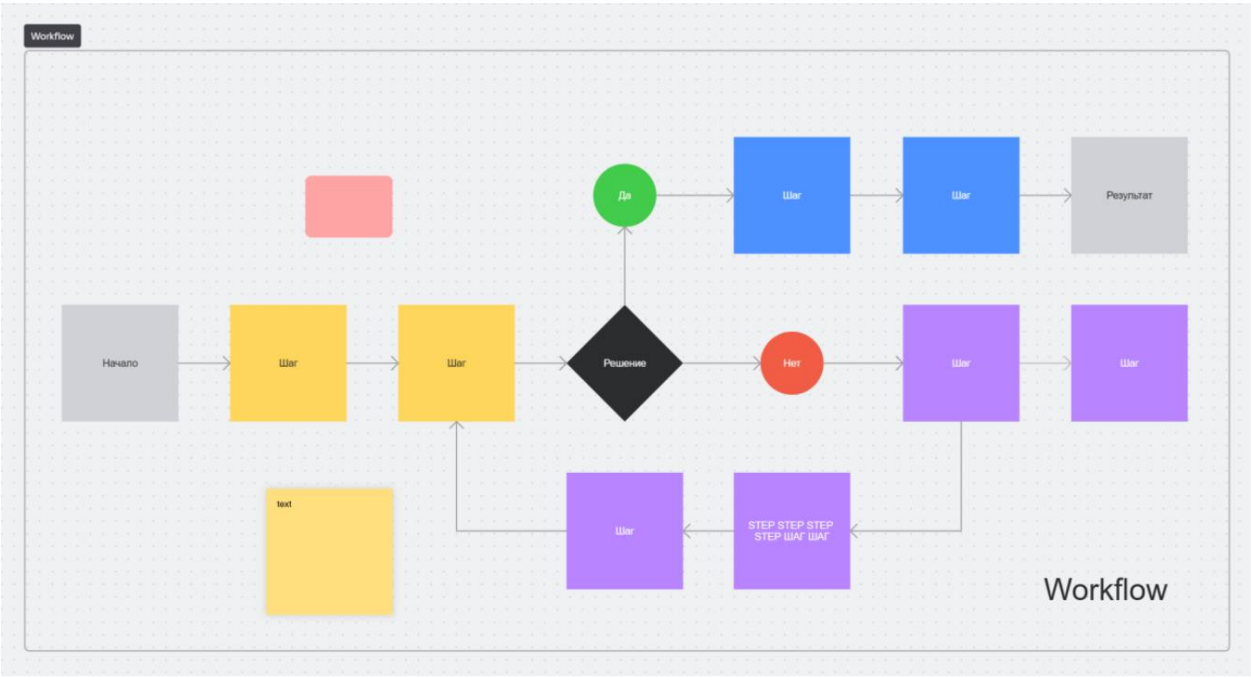 Workflow
Да
Шаг
Шаг
Результат
Начало
Шаг
Шаг
Решение
Нет
Шаг
Шаг
text
Шаг
STEP STEP STEP
STEP ШАГ ШАГ
Workflow